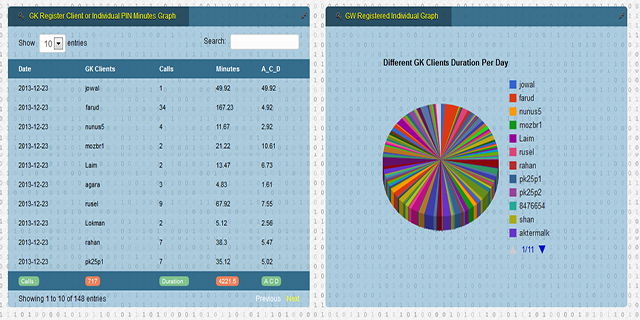 GK Register Client or Individual PIN Minutes Graph
Show 10 entries
Search:
Date GK Clients Calls Minutes A_C_D
2013-12-23 jowal 1 49.92 49.92
2013-12-23 farud 34 167.23 4.92
2013-12-23 nunus5 4 11.67 2.92
2013-12-23 mozbr1 2 21.22 10.61
2013-12-23 Laim 2 13.47 6.73
2013-12-23 agara 3 4.83 1.61
2013-12-23 rusel 9 67.92 7.55
2013-12-23 Lokman 2 5.12 2.56
2013-12-23 rahan 7 38.3 5.47
2013-12-23 pk25p1 7 35.12 5.02
Calls 717 Duration 4221.5 A C D
Showing 1 to 10 of 148 entries
Previous Next
GW Registered Individual Graph
Different GK Clients Duration Per Day
jowal
farud
nunus5
mozbr1
Laim
rusel
rahan
pk25p1
pk25p2
8476654
shan
aktermalk
1/11